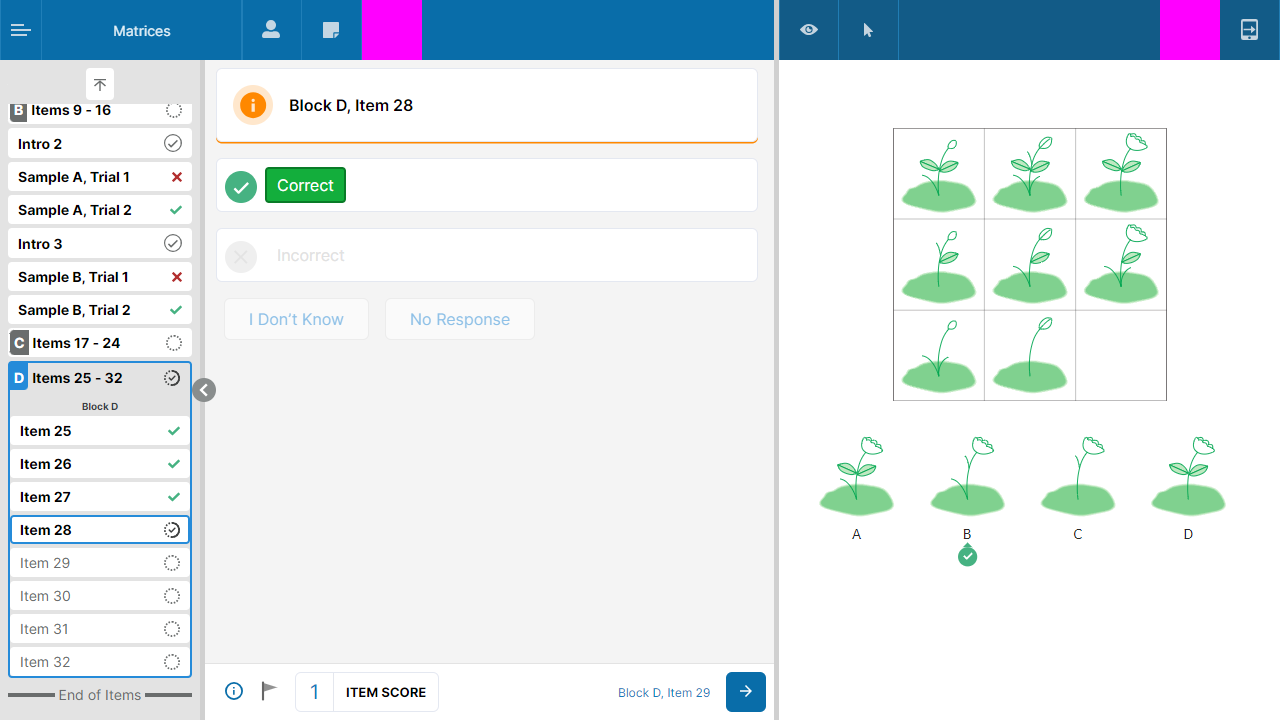 Matrices
B Items 9 - 16
Intro 2
Sample A, Trial 1
Sample A, Trial 2
Intro 3
Sample B, Trial 1
Sample B, Trial 2
C Items 17 - 24
D Items 25 - 32
Block D
Item 25
Item 26
Item 27
Item 28
Item 29
Item 30
Item 31
Item 32
End of Items
Block D, Item 28
Correct
Incorrect
I Don't Know No Response
1 ITEM SCORE
Block D, Item 29
A B C D